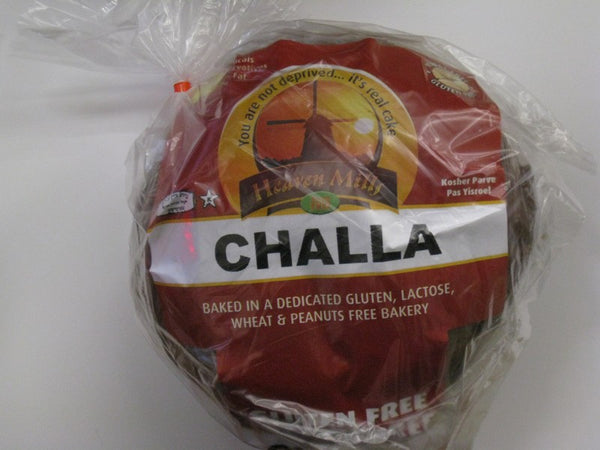 You are not deprived... it's real cake
Heaven Mills
Kosher Parve
Pas Yisroel
CHALLA
BAKED IN A DEDICATED GLUTEN, LACTOSE,
WHEAT & PEANUTS FREE BAKERY
GLUTEN FREE